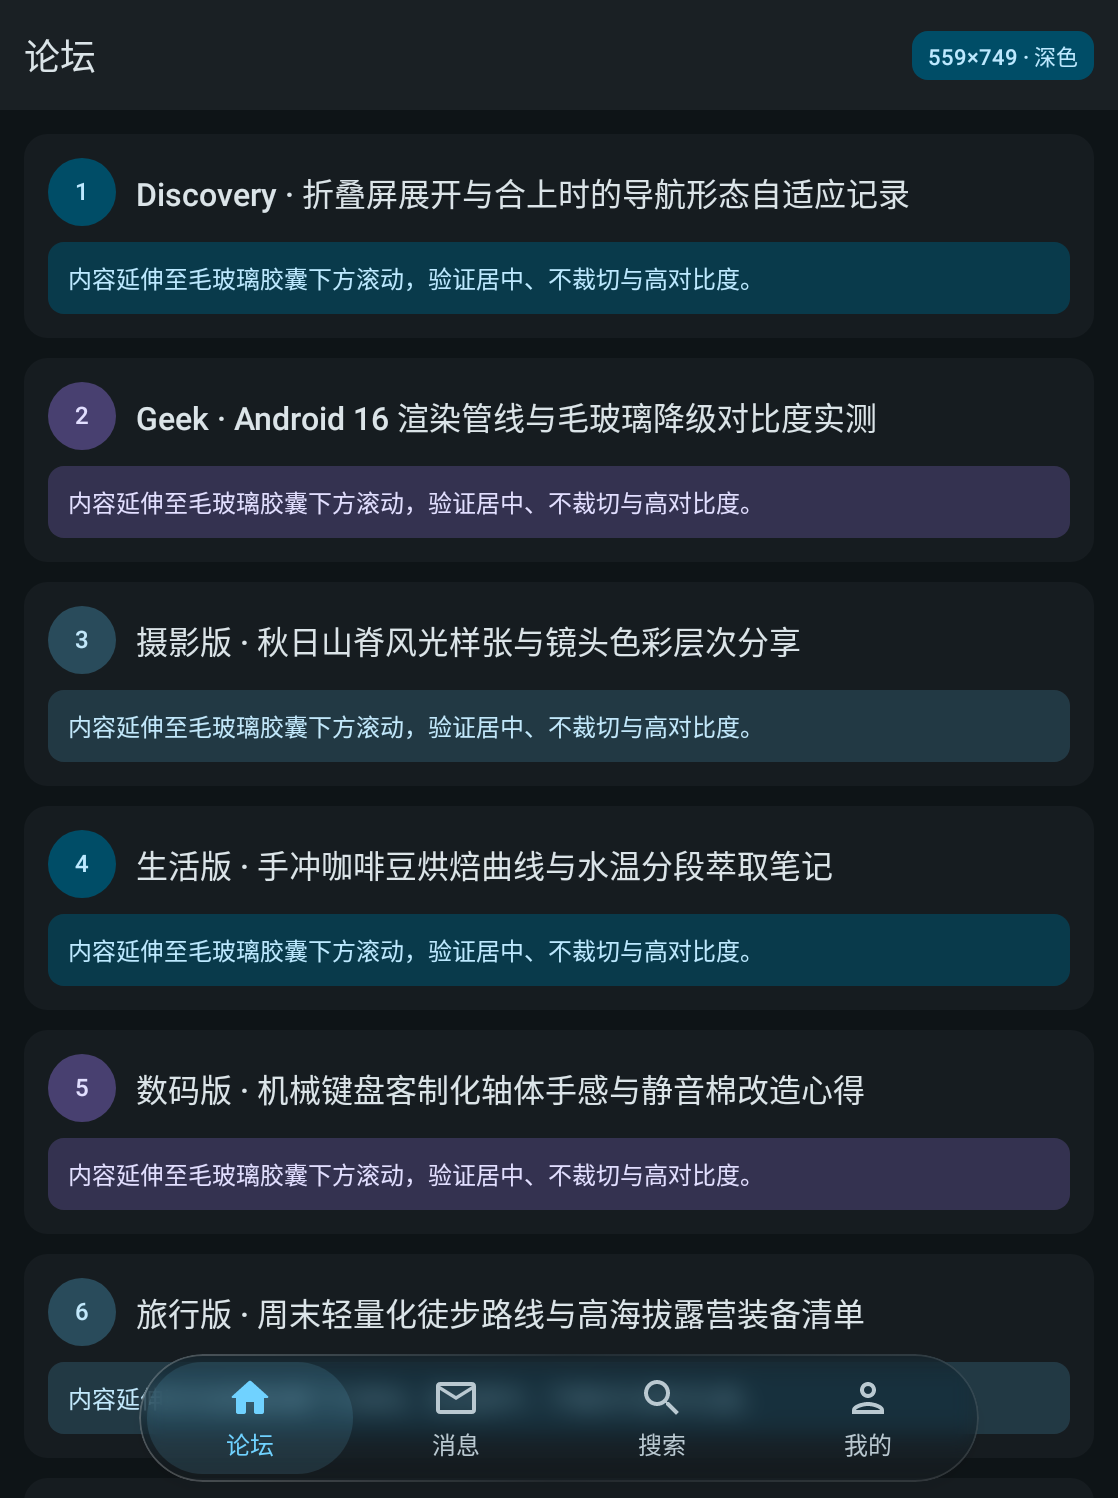 论坛
559×749 · 深色
1
Discovery · 折叠屏展开与合上时的导航形态自适应记录
内容延伸至毛玻璃胶囊下方滚动，验证居中、不裁切与高对比度。
2
Geek · Android 16 渲染管线与毛玻璃降级对比度实测
内容延伸至毛玻璃胶囊下方滚动，验证居中、不裁切与高对比度。
3
摄影版 · 秋日山脊风光样张与镜头色彩层次分享
内容延伸至毛玻璃胶囊下方滚动，验证居中、不裁切与高对比度。
4
生活版 · 手冲咖啡豆烘焙曲线与水温分段萃取笔记
内容延伸至毛玻璃胶囊下方滚动，验证居中、不裁切与高对比度。
5
数码版 · 机械键盘客制化轴体手感与静音棉改造心得
内容延伸至毛玻璃胶囊下方滚动，验证居中、不裁切与高对比度。
6
旅行版 · 周末轻量化徒步路线与高海拔露营装备清单
内容延
论坛
消息
搜索
我的